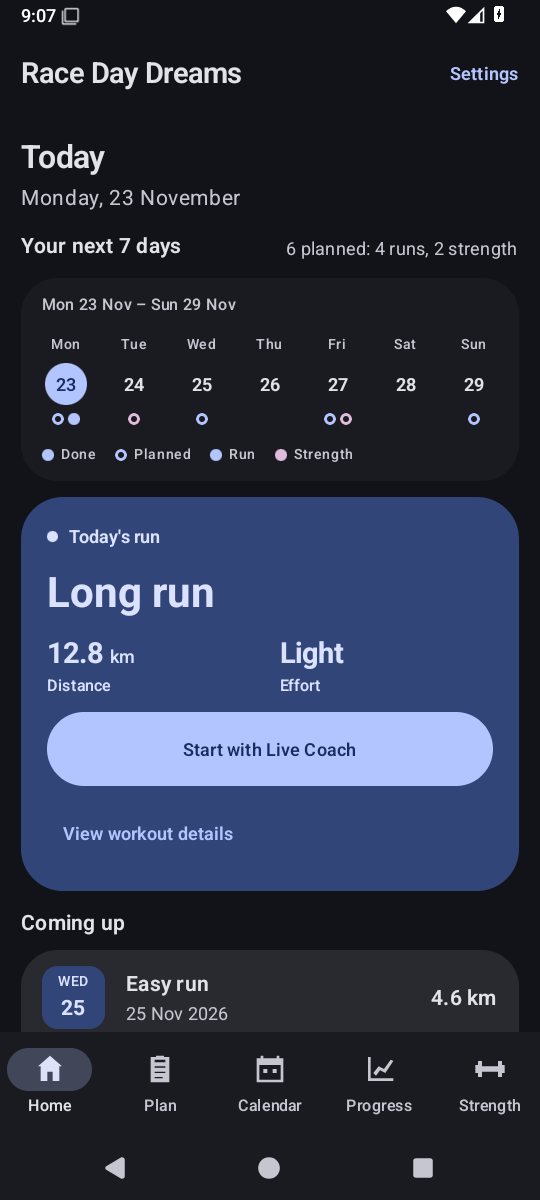 9:07
Race Day Dreams
Settings
Today
Monday, 23 November
Your next 7 days
6 planned: 4 runs, 2 strength
Mon 23 Nov – Sun 29 Nov
Mon Tue Wed Thu Fri Sat Sun
23 24 25 26 27 28 29
Done Planned Run Strength
Today's run
Long run
12.8 km Light
Distance Effort
Start with Live Coach
View workout details
Coming up
WED
25
Easy run
25 Nov 2026
4.6 km
Home Plan Calendar Progress Strength